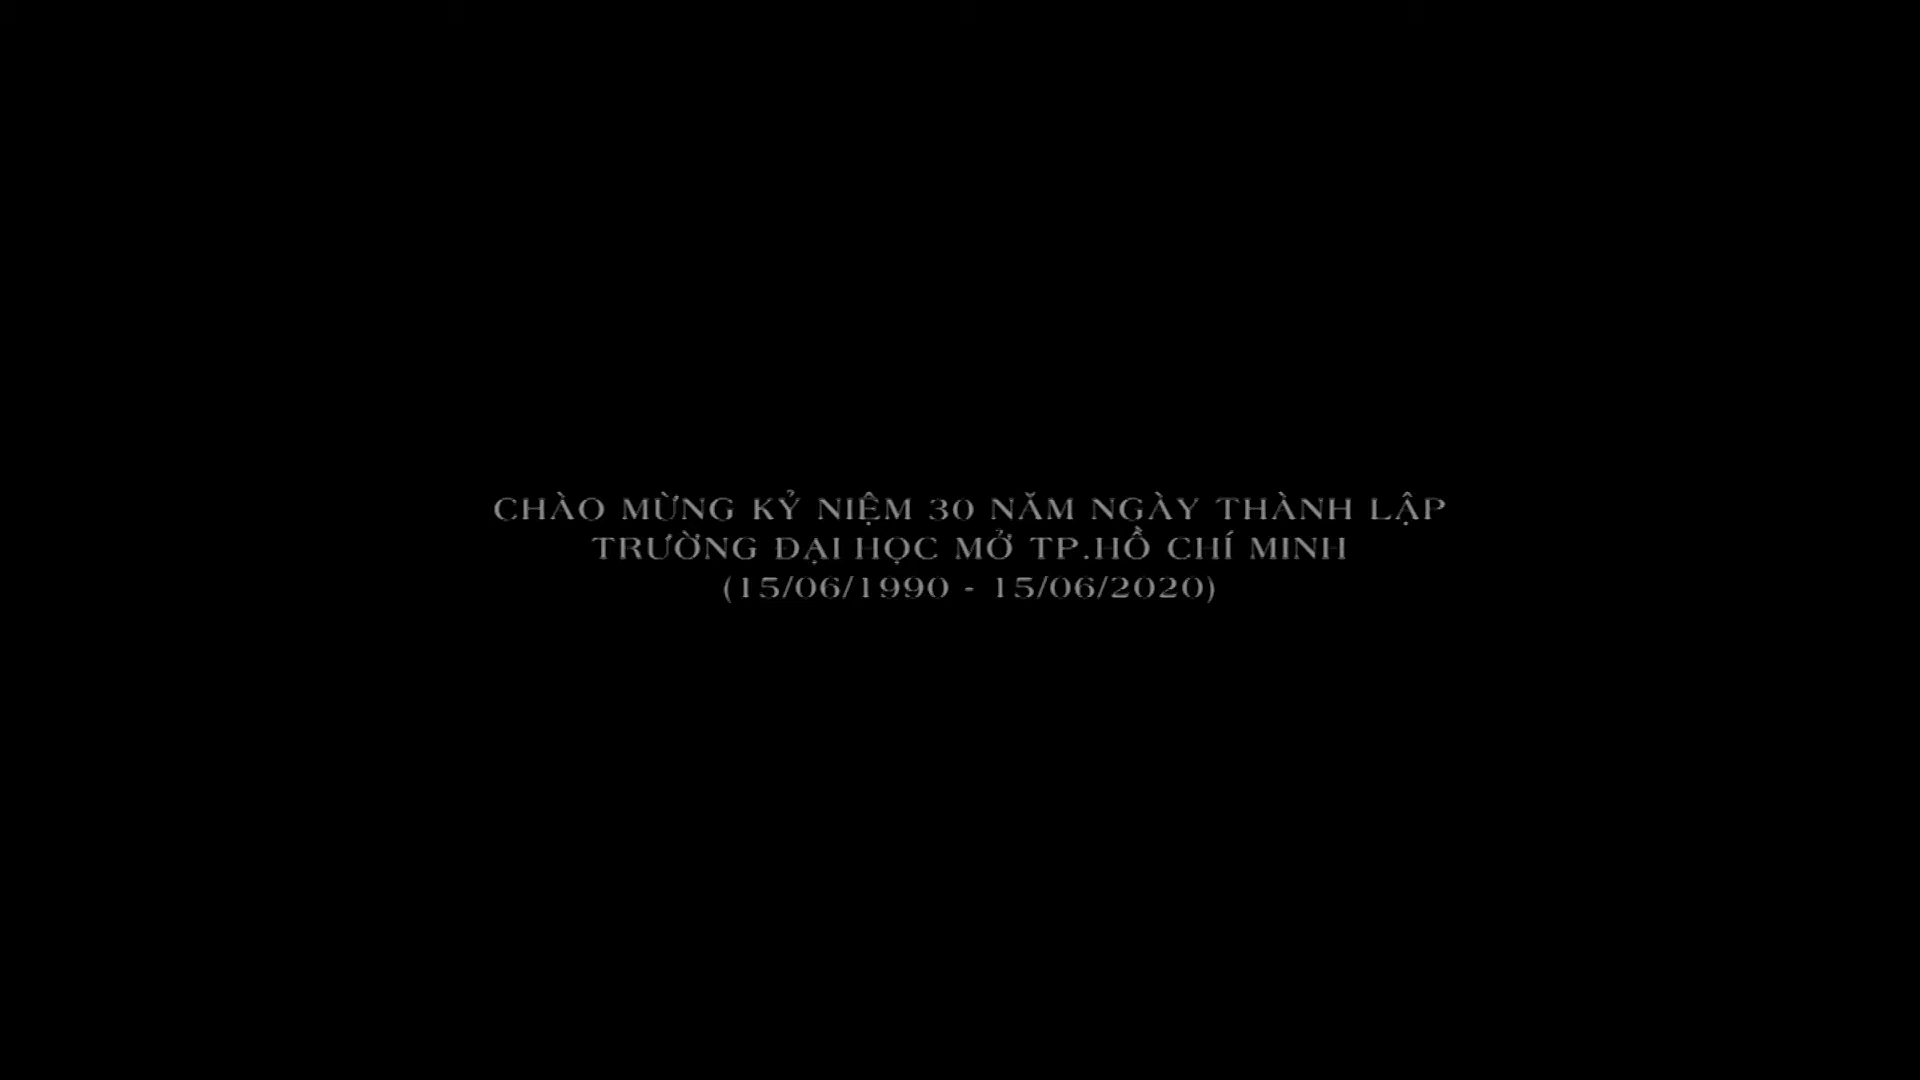 CHÀO MỪNG KỶ NIỆM 30 NĂM NGÀY THÀNH LẬP
TRƯỜNG ĐẠI HỌC MỞ TP.HỒ CHÍ MINH
(15/06/1990 - 15/06/2020)